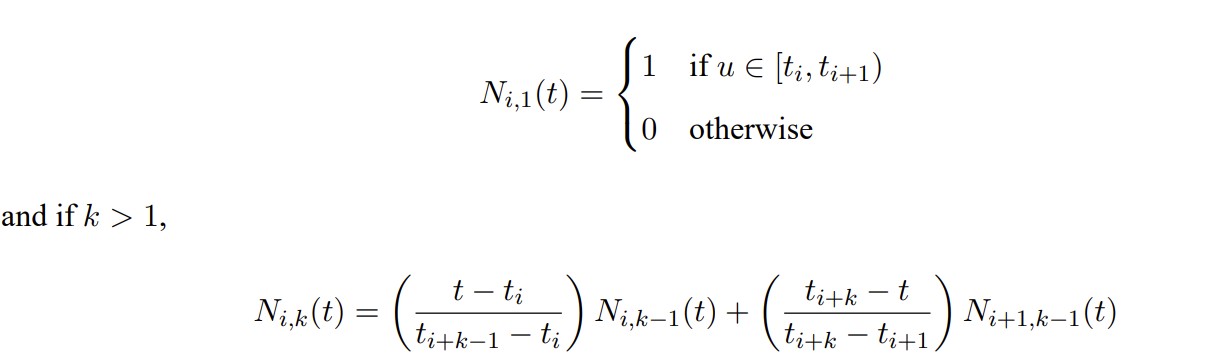 N_{i,1}(t) = \begin{cases} 1 & \text{if } u \in [t_i, t_{i+1}) \\ 0 & \text{otherwise} \end{cases}
and if k > 1,
N_{i,k}(t) = \left( \frac{t - t_i}{t_{i+k-1} - t_i} \right) N_{i,k-1}(t) + \left( \frac{t_{i+k} - t}{t_{i+k} - t_{i+1}} \right) N_{i+1,k-1}(t)